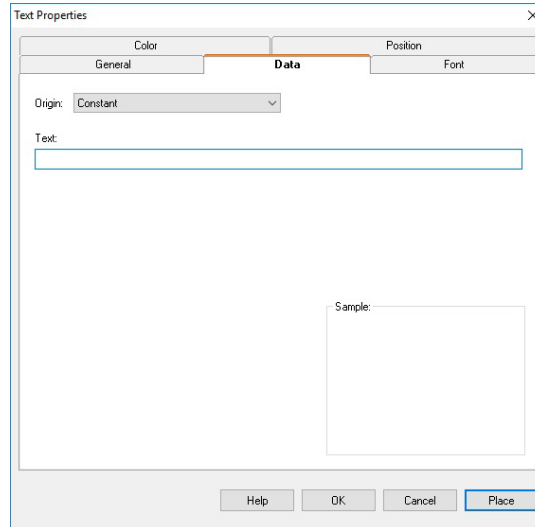 Text Properties
Color Position
General Data Font
Origin: Constant
Text:
Sample:
Help OK Cancel Place